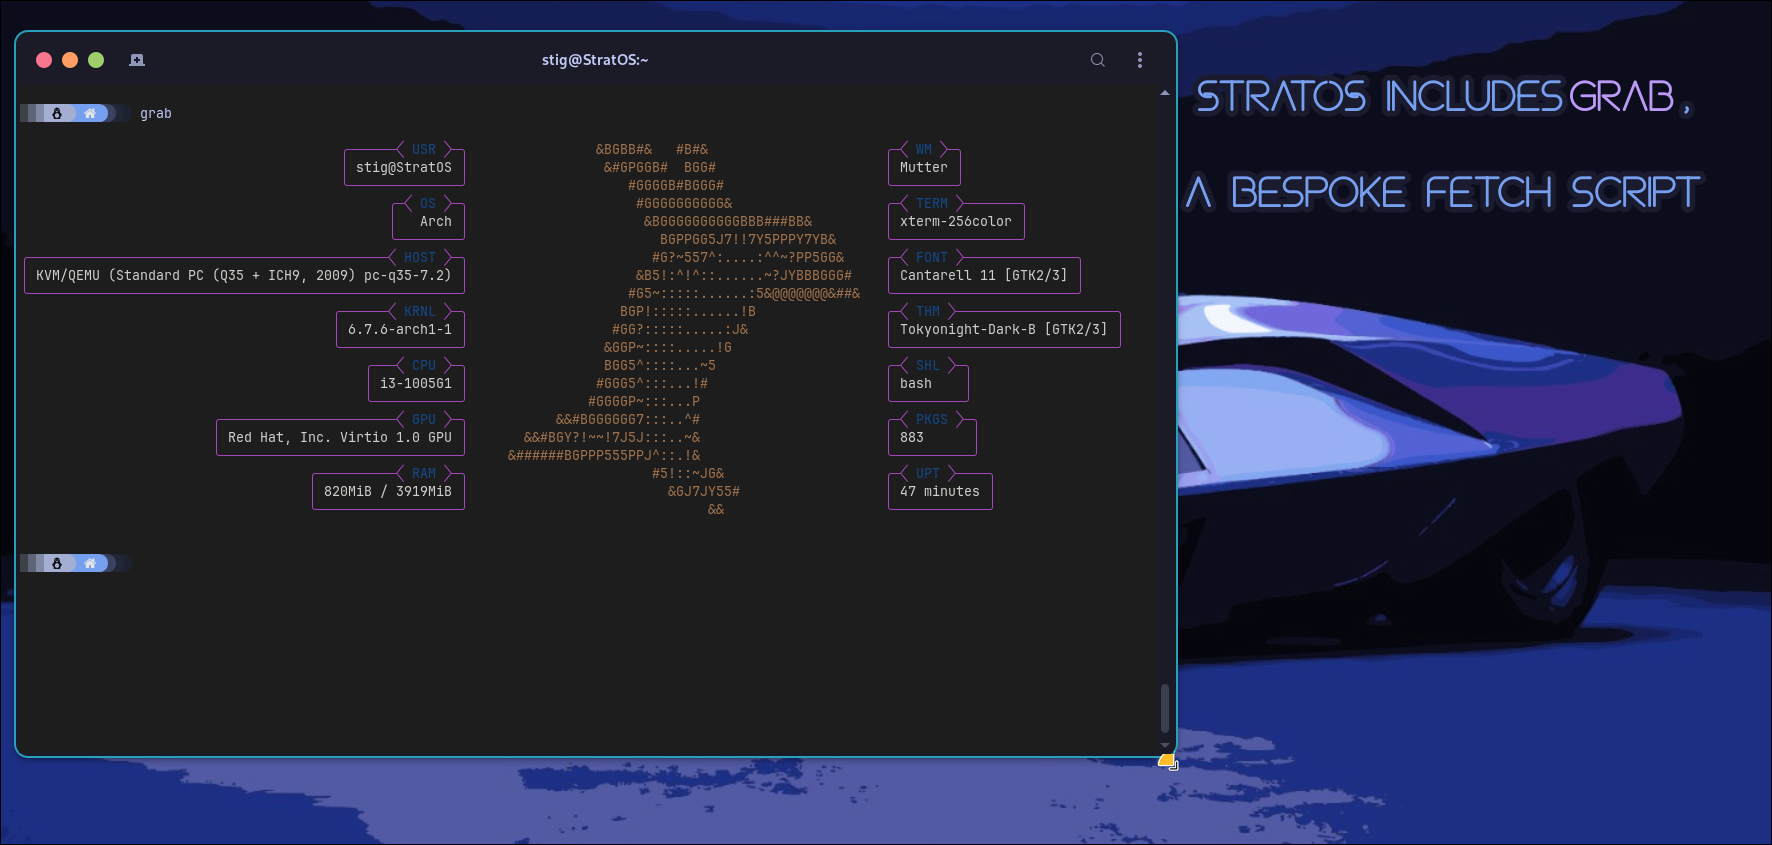 stig@StratOS:~
STRATOS INCLUDES GRAB,
A BESPOKE FETCH SCRIPT
grab
USR
stig@StratOS
OS
Arch
HOST
KVM/QEMU (Standard PC (Q35 + ICH9, 2009) pc-q35-7.2)
KRNL
6.7.6-arch1-1
CPU
i3-1005G1
GPU
Red Hat, Inc. Virtio 1.0 GPU
RAM
820MiB / 3919MiB
&BGBB#&   #B#&
&#GPGGB#  BGG#
#GGGGB#BGGG#
#GGGGGGGGGG&
&BGGGGGGGGGGBBB###BB&
BGPPGG5J7!!7Y5PPPY7YB&
#G?~557^:....:^^~?PP5GG&
&B5!:^!^::......~?JYBBBGGG#
#G5~:::::......:5&@@@@@@@&##&
BGP!:::::......!B
#GG?:::::.....:J&
&GGP~::::.....!G
BGG5^::::...~5
#GGG5^:::...!#
#GGGGP~:::...P
&&#BGGGGGG7:::..^#
&&#BGY?!~~!7J5J:::..~&
&######BGPPP555PPJ^::.!&
#5!::~JG&
&GJ7JY55#
&&
WM
Mutter
TERM
xterm-256color
FONT
Cantarell 11 [GTK2/3]
THM
Tokyonight-Dark-B [GTK2/3]
SHL
bash
PKGS
883
UPT
47 minutes